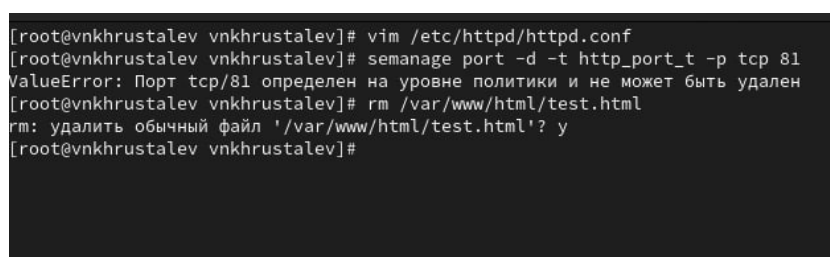 [root@vnkhrustalev vnkhrustalev]# vim /etc/httpd/httpd.conf
[root@vnkhrustalev vnkhrustalev]# semanage port -d -t http_port_t -p tcp 81
ValueError: Порт tcp/81 определен на уровне политики и не может быть удален
[root@vnkhrustalev vnkhrustalev]# rm /var/www/html/test.html
rm: удалить обычный файл '/var/www/html/test.html'? y
[root@vnkhrustalev vnkhrustalev]#